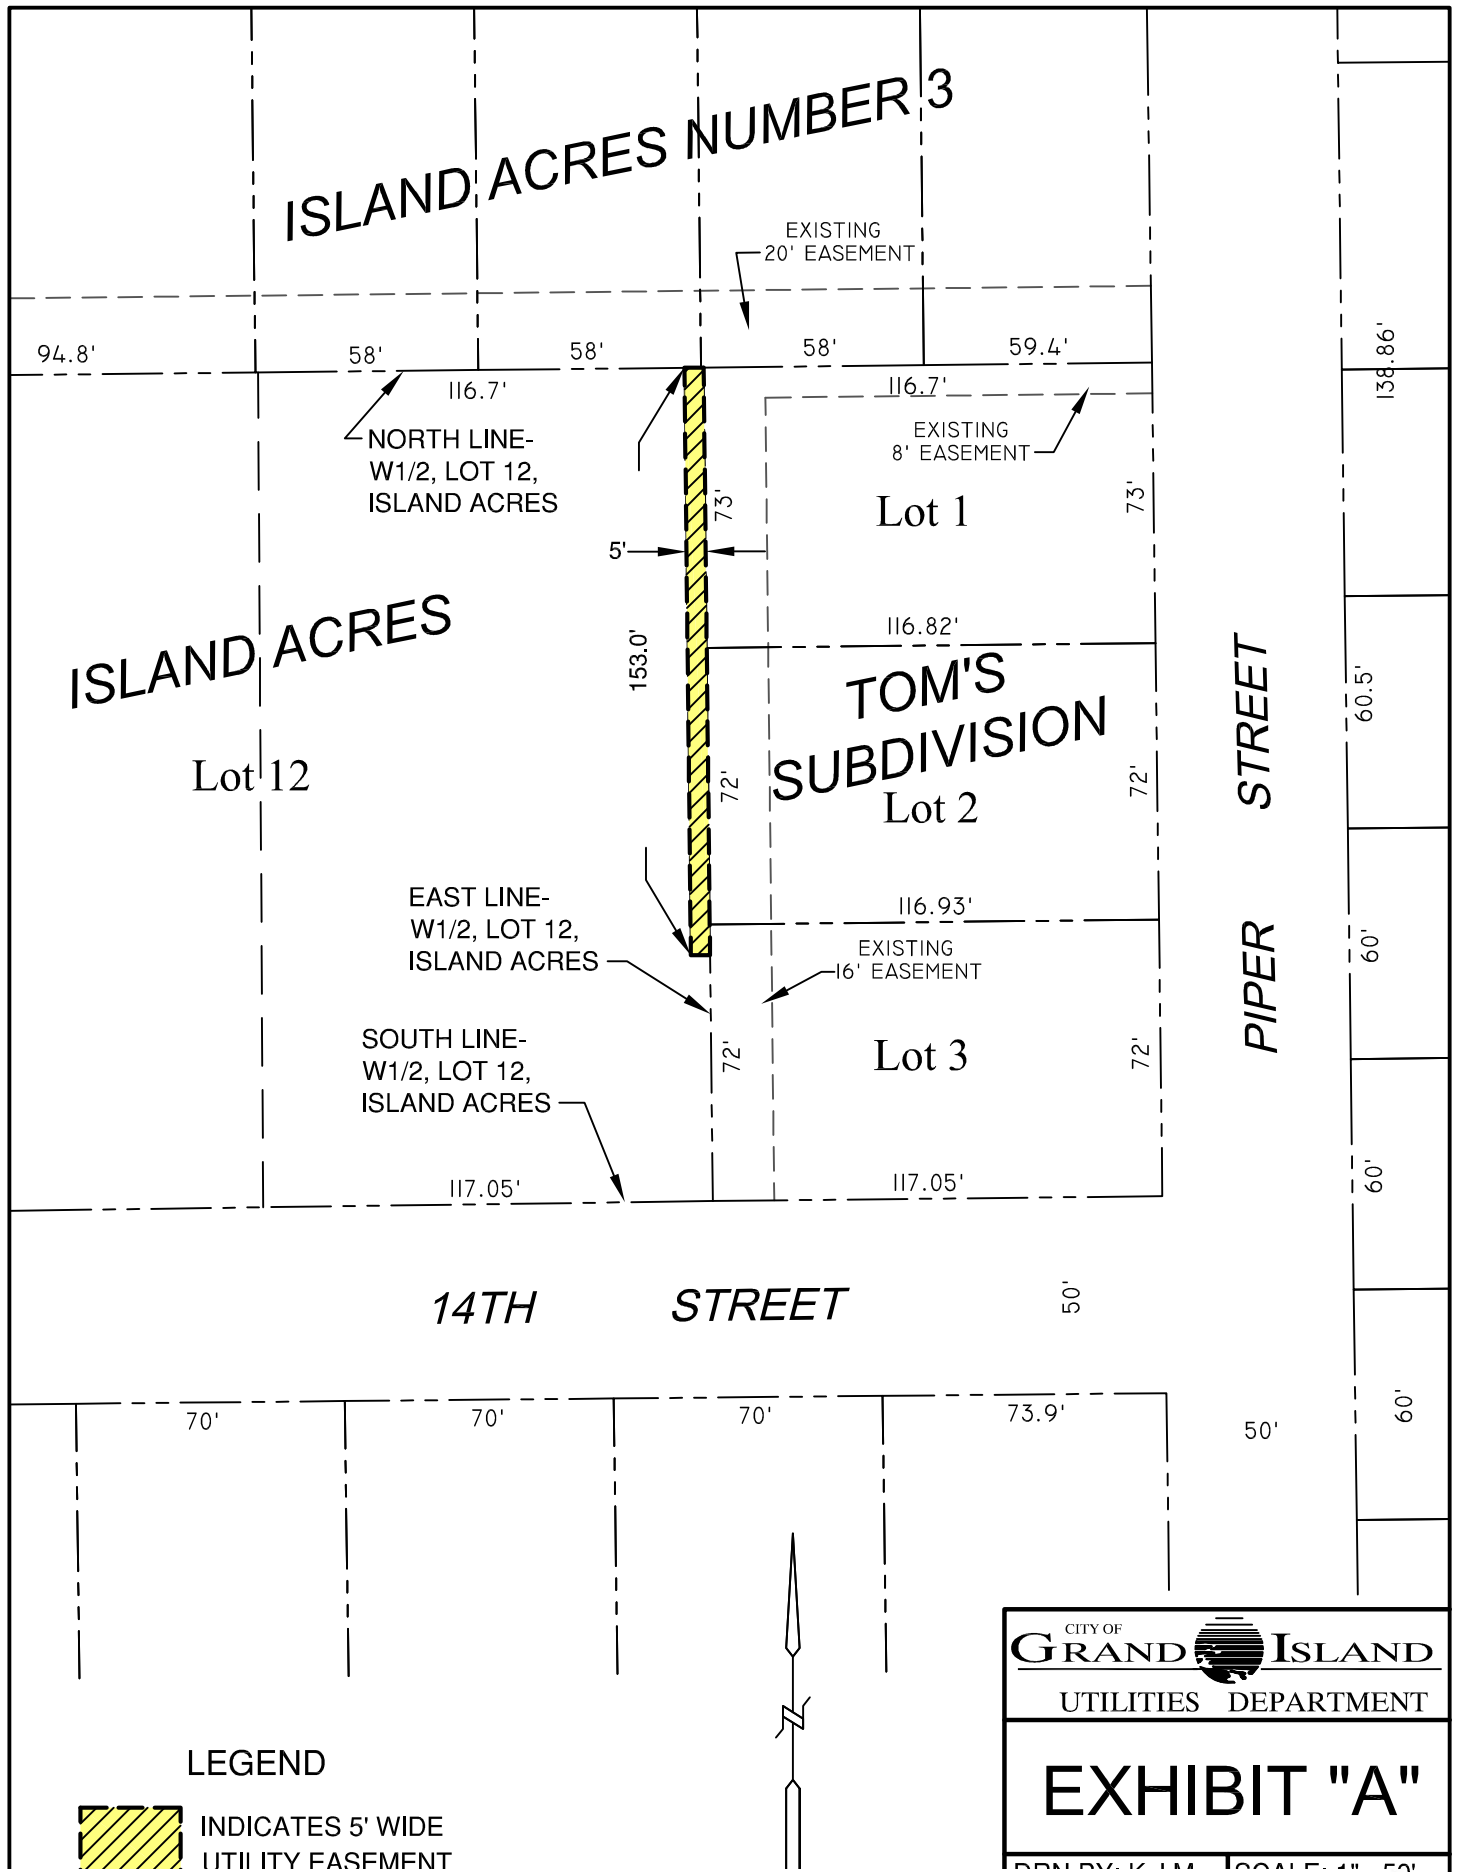 ISLAND ACRES NUMBER 3
EXISTING
20' EASEMENT
94.8'
58'
58'
58'
59.4'
138.86'
116.7'
116.7'
NORTH LINE-
W1/2, LOT 12,
ISLAND ACRES
EXISTING
8' EASEMENT
73'
Lot 1
73'
5'
ISLAND ACRES
153.0'
116.82'
TOM'S
SUBDIVISION
STREET
60.5'
Lot 12
72'
Lot 2
72'
EAST LINE-
W1/2, LOT 12,
ISLAND ACRES
116.93'
EXISTING
16' EASEMENT
PIPER
60'
SOUTH LINE-
W1/2, LOT 12,
ISLAND ACRES
72'
Lot 3
72'
117.05'
117.05'
60'
14TH STREET
50'
70'
70'
70'
73.9'
50'
60'
CITY OF
GRAND ISLAND
UTILITIES DEPARTMENT
LEGEND
EXHIBIT "A"
INDICATES 5' WIDE
UTILITY EASEMENT
DRN BY: K.J.M.
SCALE: 1" 50'